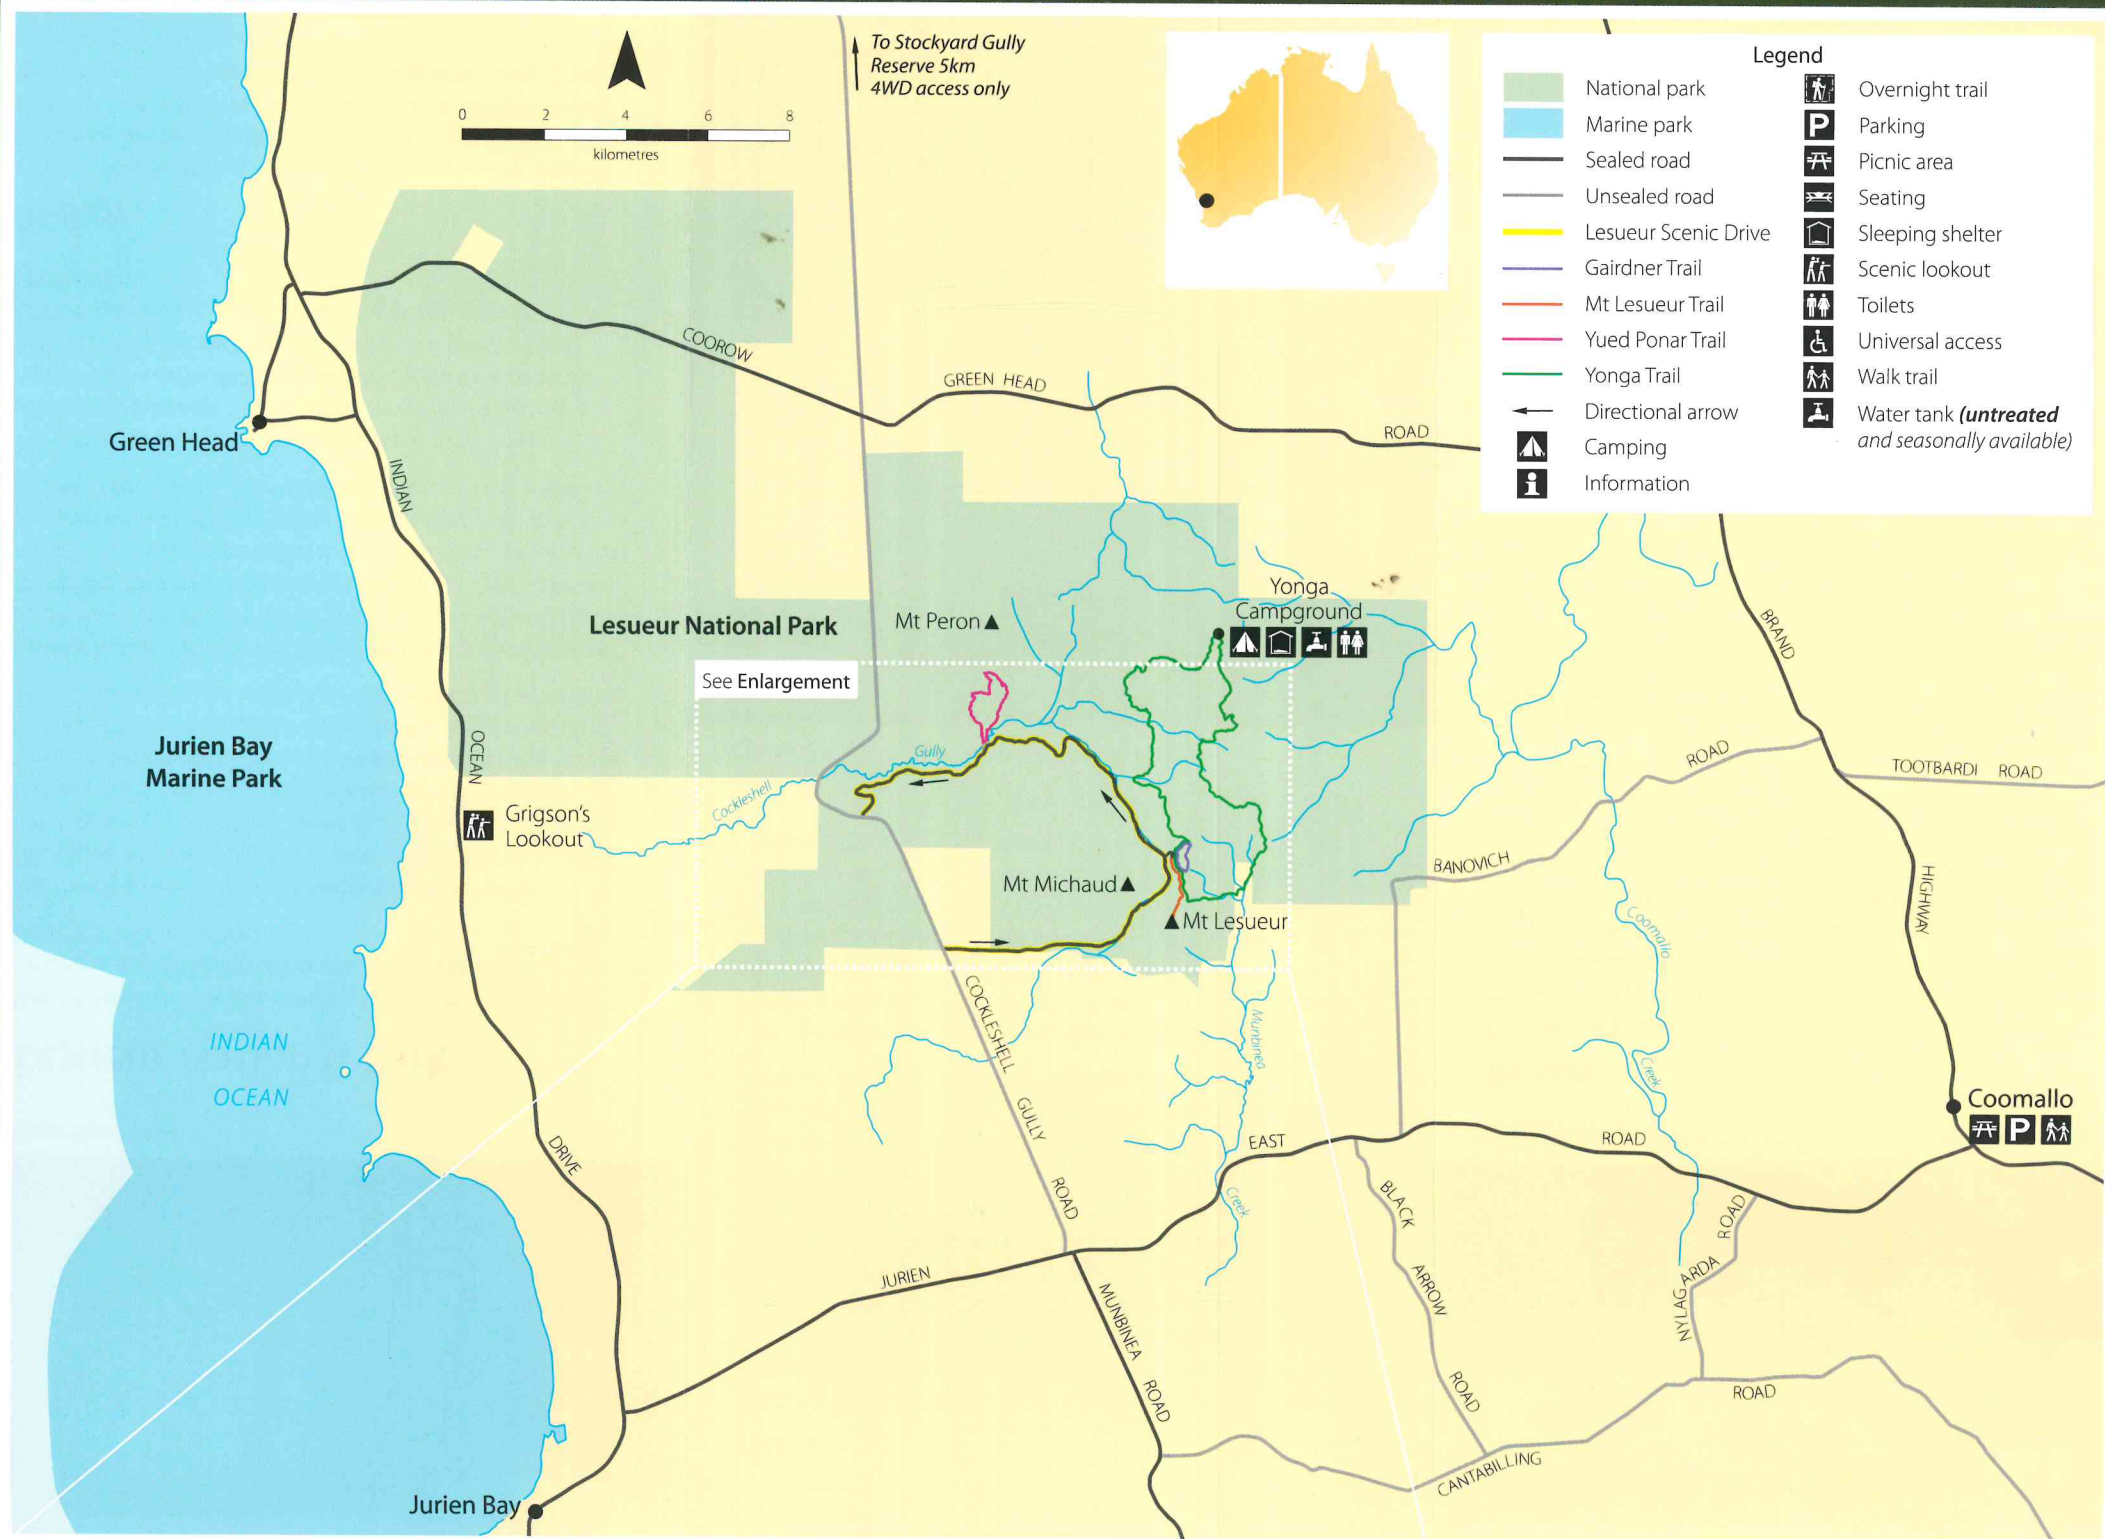 To Stockyard Gully
Reserve 5km
4WD access only
0 2 4 6 8
kilometres
Legend
National park
Marine park
Sealed road
Unsealed road
Lesueur Scenic Drive
Gairdner Trail
Mt Lesueur Trail
Yued Ponar Trail
Yonga Trail
Directional arrow
Camping
i Information
Overnight trail
P Parking
Picnic area
Seating
Sleeping shelter
Scenic lookout
Toilets
Universal access
Walk trail
Water tank (untreated
and seasonally available)
COOROW
GREEN HEAD
ROAD
Green Head
INDIAN
OCEAN
DRIVE
Yonga
Campground
Lesueur National Park
Mt Peron
See Enlargement
BRAND
HIGHWAY
Jurien Bay
Marine Park
Gully
Cockleshell
Grigson's
Lookout
ROAD
BANOVICH
TOOTBARDI ROAD
Mt Michaud
Mt Lesueur
Coomallo
Creek
COCKLESHELL
GULLY
ROAD
Munbinea
Creek
INDIAN
OCEAN
Coomallo
P
EAST
ROAD
JURIEN
BLACK
ARROW
ROAD
ROAD
NYLAG ARDA
MUNBINEA
ROAD
ROAD
CANTABILLING
Jurien Bay